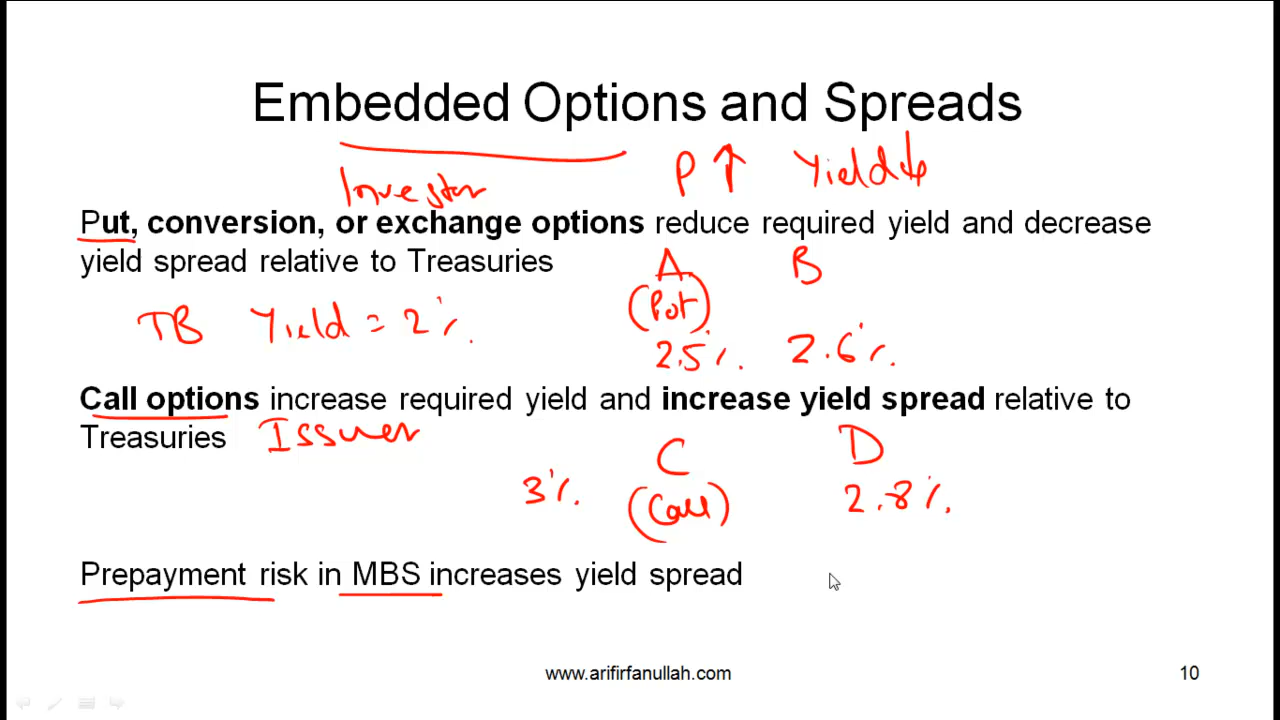 Embedded Options and Spreads
P ↑ Yield ↓
Investor
Put, conversion, or exchange options reduce required yield and decrease
yield spread relative to Treasuries
A B
(Put)
TB Yield = 2%
2.5% 2.6%
Call options increase required yield and increase yield spread relative to
Treasuries Issuer
C D
3% (Call) 2.8%
Prepayment risk in MBS increases yield spread
www.arifirfanullah.com 10